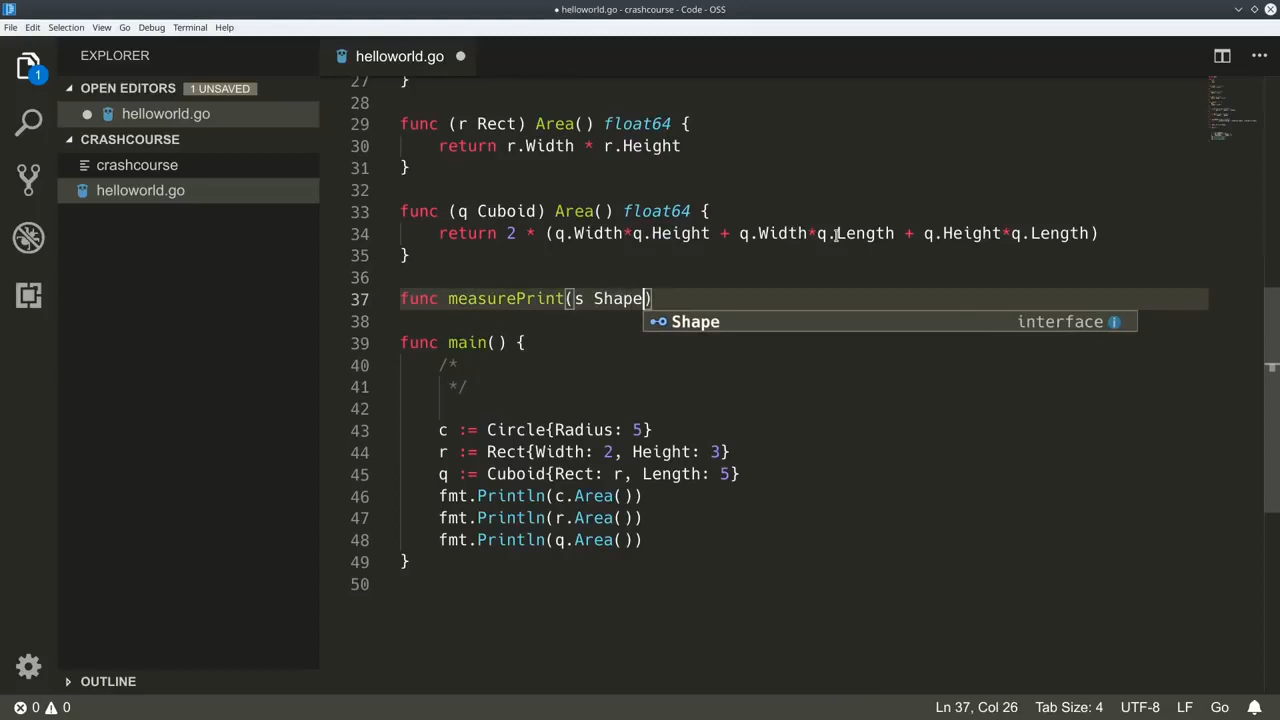 ● helloworld.go - crashcourse - Code - OSS
File Edit Selection View Go Debug Terminal Help
EXPLORER
OPEN EDITORS 1 UNSAVED
helloworld.go
CRASHCOURSE
crashcourse
helloworld.go
OUTLINE
1
helloworld.go
27 }
28
29 func (r Rect) Area() float64 {
30 return r.Width * r.Height
31 }
32
33 func (q Cuboid) Area() float64 {
34 return 2 * (q.Width*q.Height + q.Width*q.Length + q.Height*q.Length)
35 }
36
37 func measurePrint(s Shape)
Shape interface
38
39 func main() {
40 /*
41 */
42
43 c := Circle{Radius: 5}
44 r := Rect{Width: 2, Height: 3}
45 q := Cuboid{Rect: r, Length: 5}
46 fmt.Println(c.Area())
47 fmt.Println(r.Area())
48 fmt.Println(q.Area())
49 }
50
0 0 Ln 37, Col 26 Tab Size: 4 UTF-8 LF Go